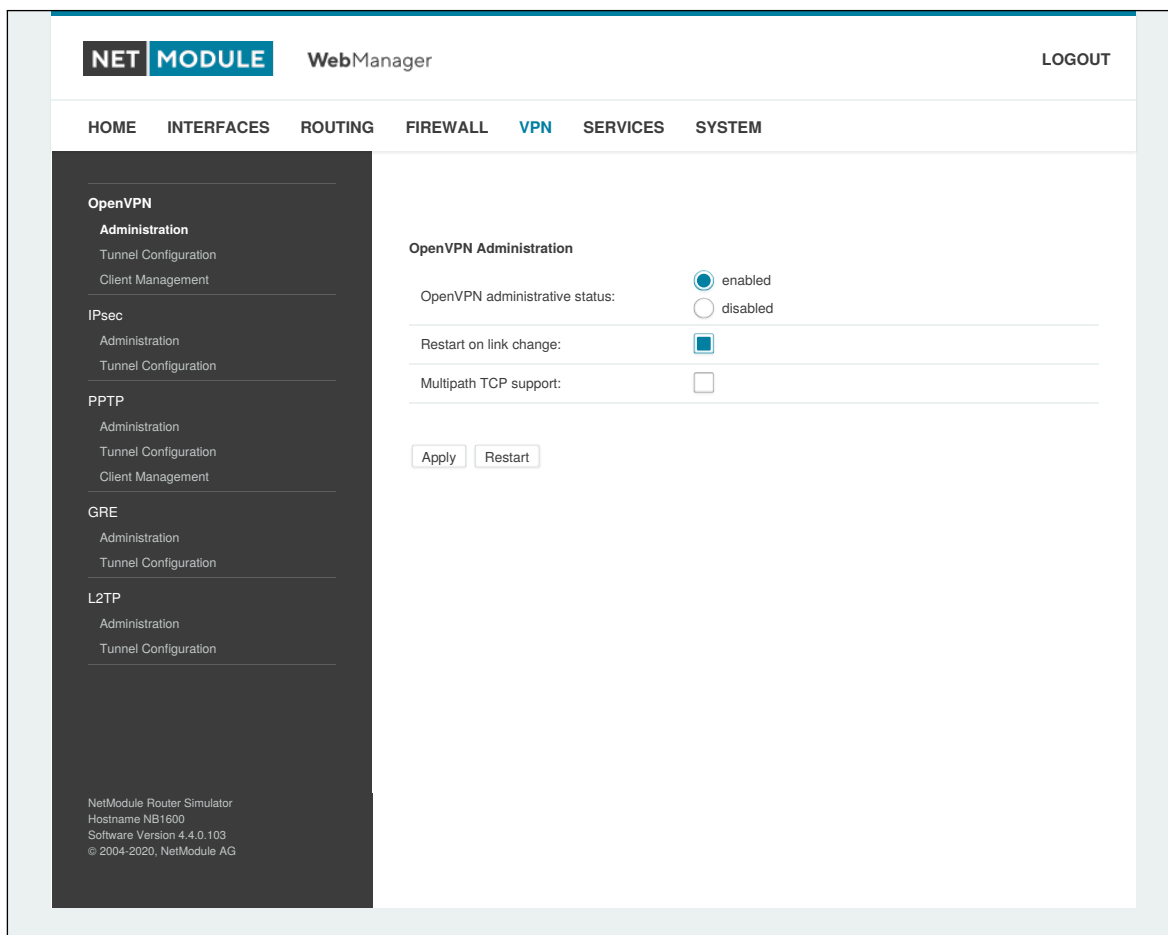 NET MODULE WebManager LOGOUT
HOME INTERFACES ROUTING FIREWALL VPN SERVICES SYSTEM
OpenVPN
Administration
Tunnel Configuration
Client Management
IPsec
Administration
Tunnel Configuration
PPTP
Administration
Tunnel Configuration
Client Management
GRE
Administration
Tunnel Configuration
L2TP
Administration
Tunnel Configuration
NetModule Router Simulator
Hostname NB1600
Software Version 4.4.0.103
© 2004-2020, NetModule AG
OpenVPN Administration
OpenVPN administrative status:
enabled
disabled
Restart on link change:
Multipath TCP support:
Apply Restart